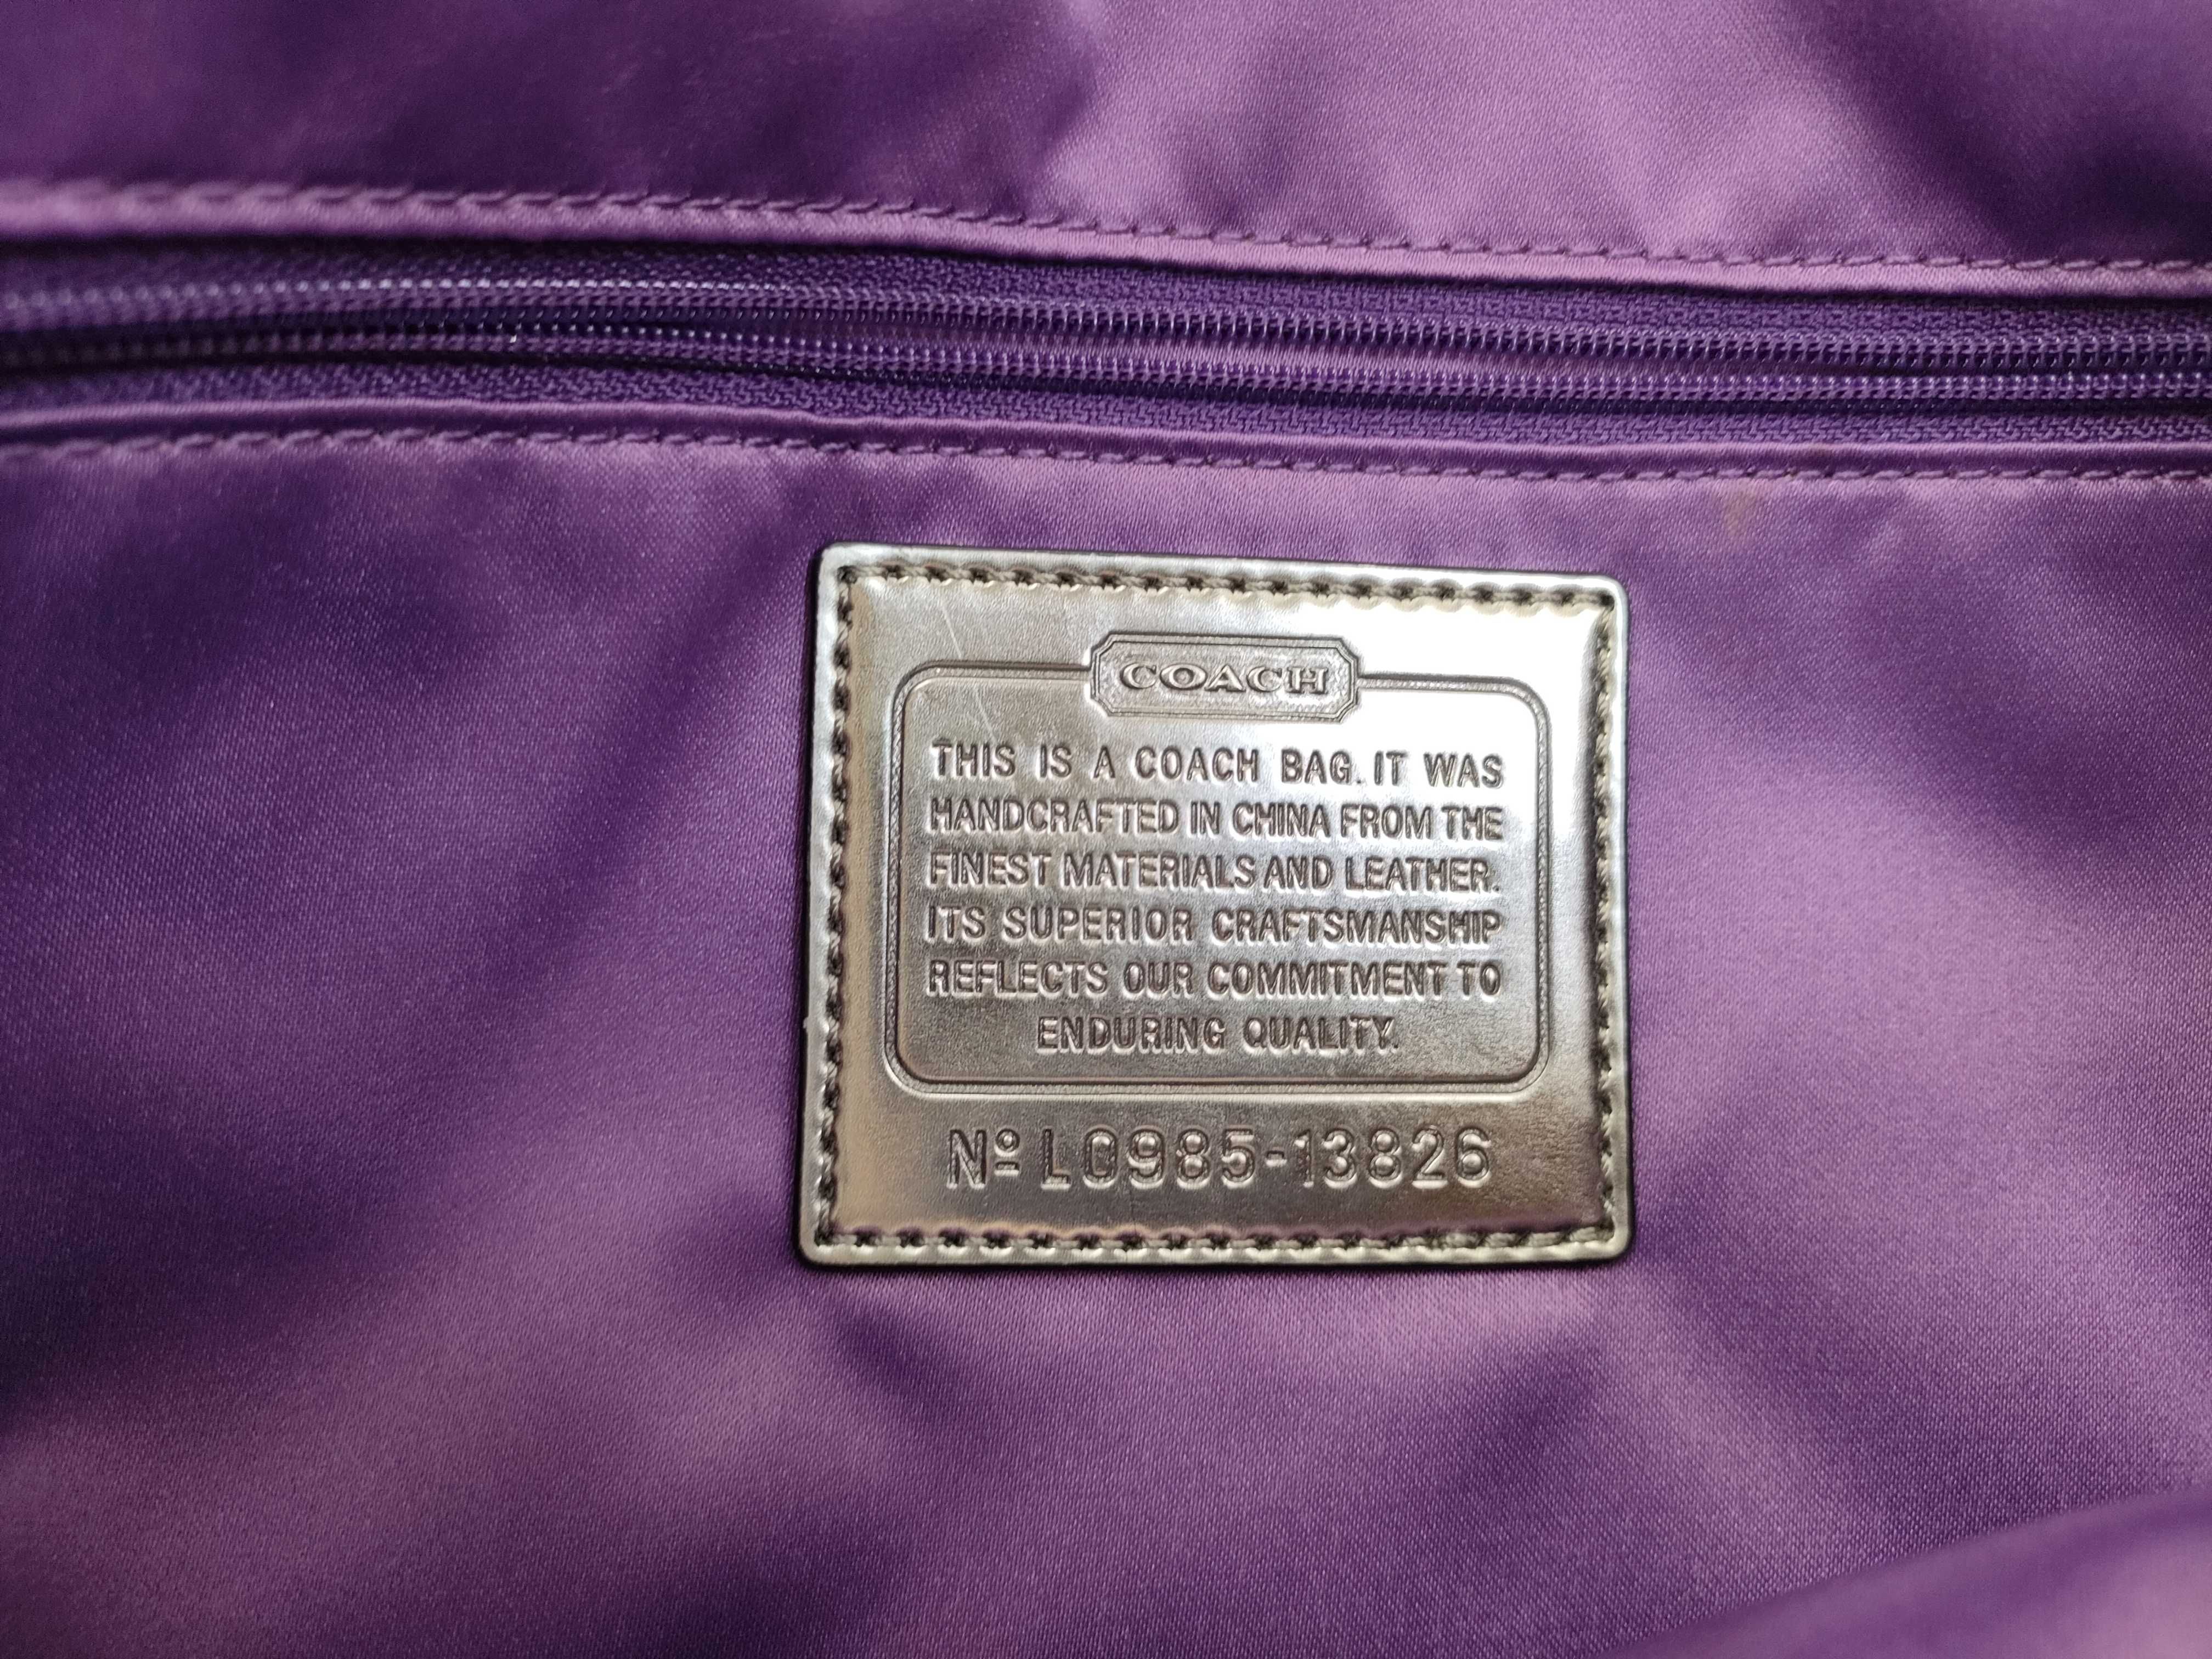 COACH
THIS IS A COACH BAG. IT WAS
HANDCRAFTED IN CHINA FROM THE
FINEST MATERIALS AND LEATHER.
ITS SUPERIOR CRAFTSMANSHIP
REFLECTS OUR COMMITMENT TO
ENDURING QUALITY.
Nº L0985-13826